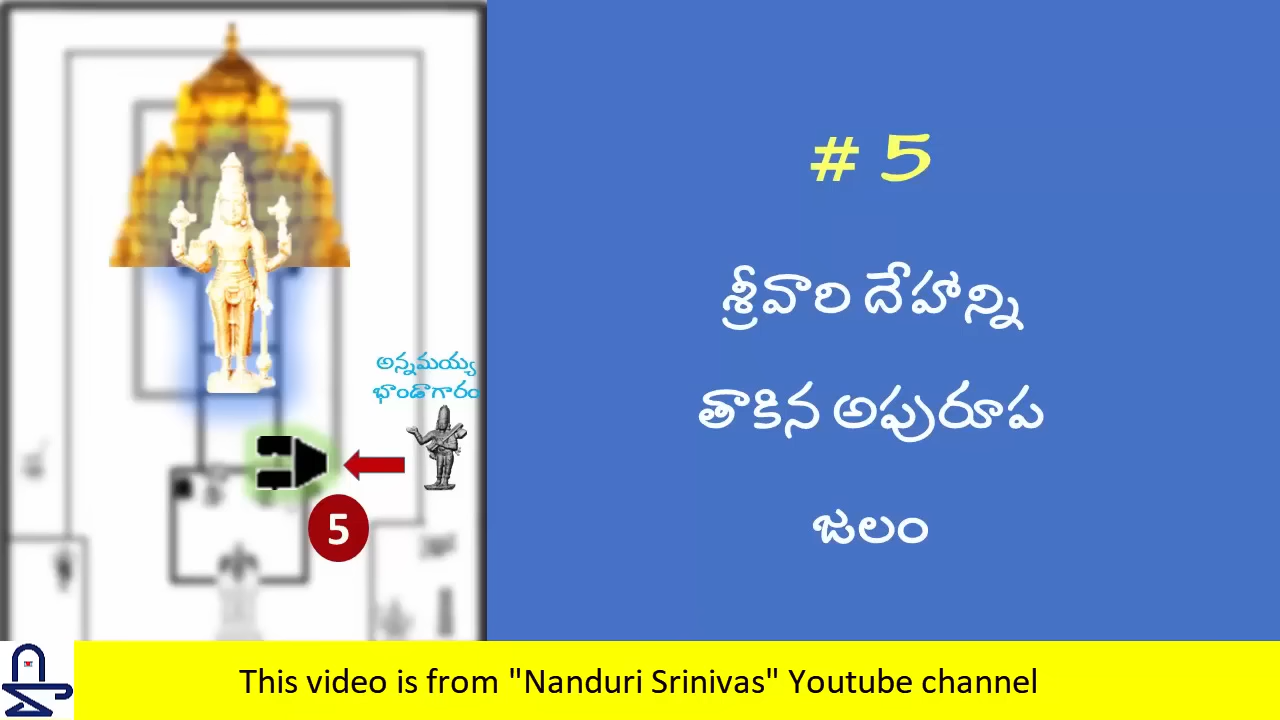 # 5
శ్రీవారి దేహాన్ని
తాకిన అపురూప
జలం
అన్నమయ్య
భాండాగారం
5
This video is from "Nanduri Srinivas" Youtube channel